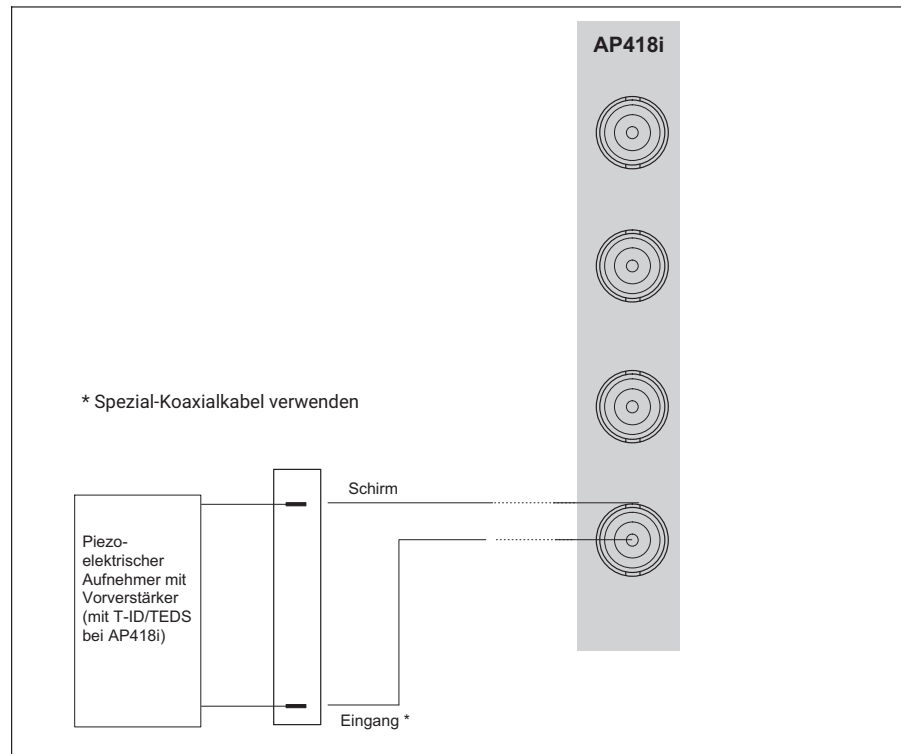 AP418i
* Spezial-Koaxialkabel verwenden
Schirm
Piezo-
elektrischer
Aufnehmer mit
Vorverstärker
(mit T-ID/TEDS
bei AP418i)
Eingang *